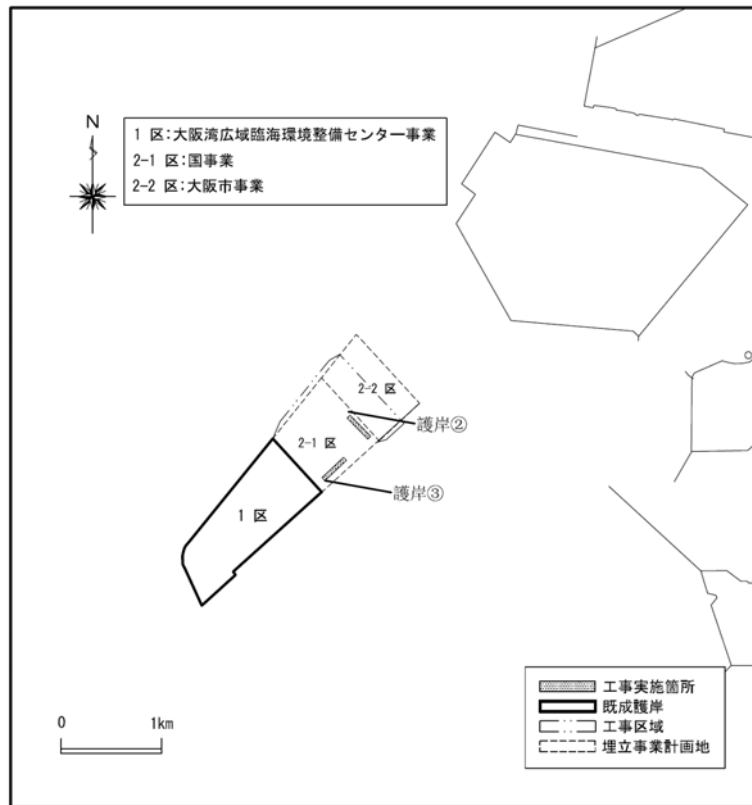 N
1 区:大阪湾広域臨海環境整備センター事業
2-1 区:国事業
2-2 区:大阪市事業
2-2 区
護岸②
2-1 区
護岸③
1 区
工事実施箇所
既成護岸
工事区域
埋立事業計画地
0 1km